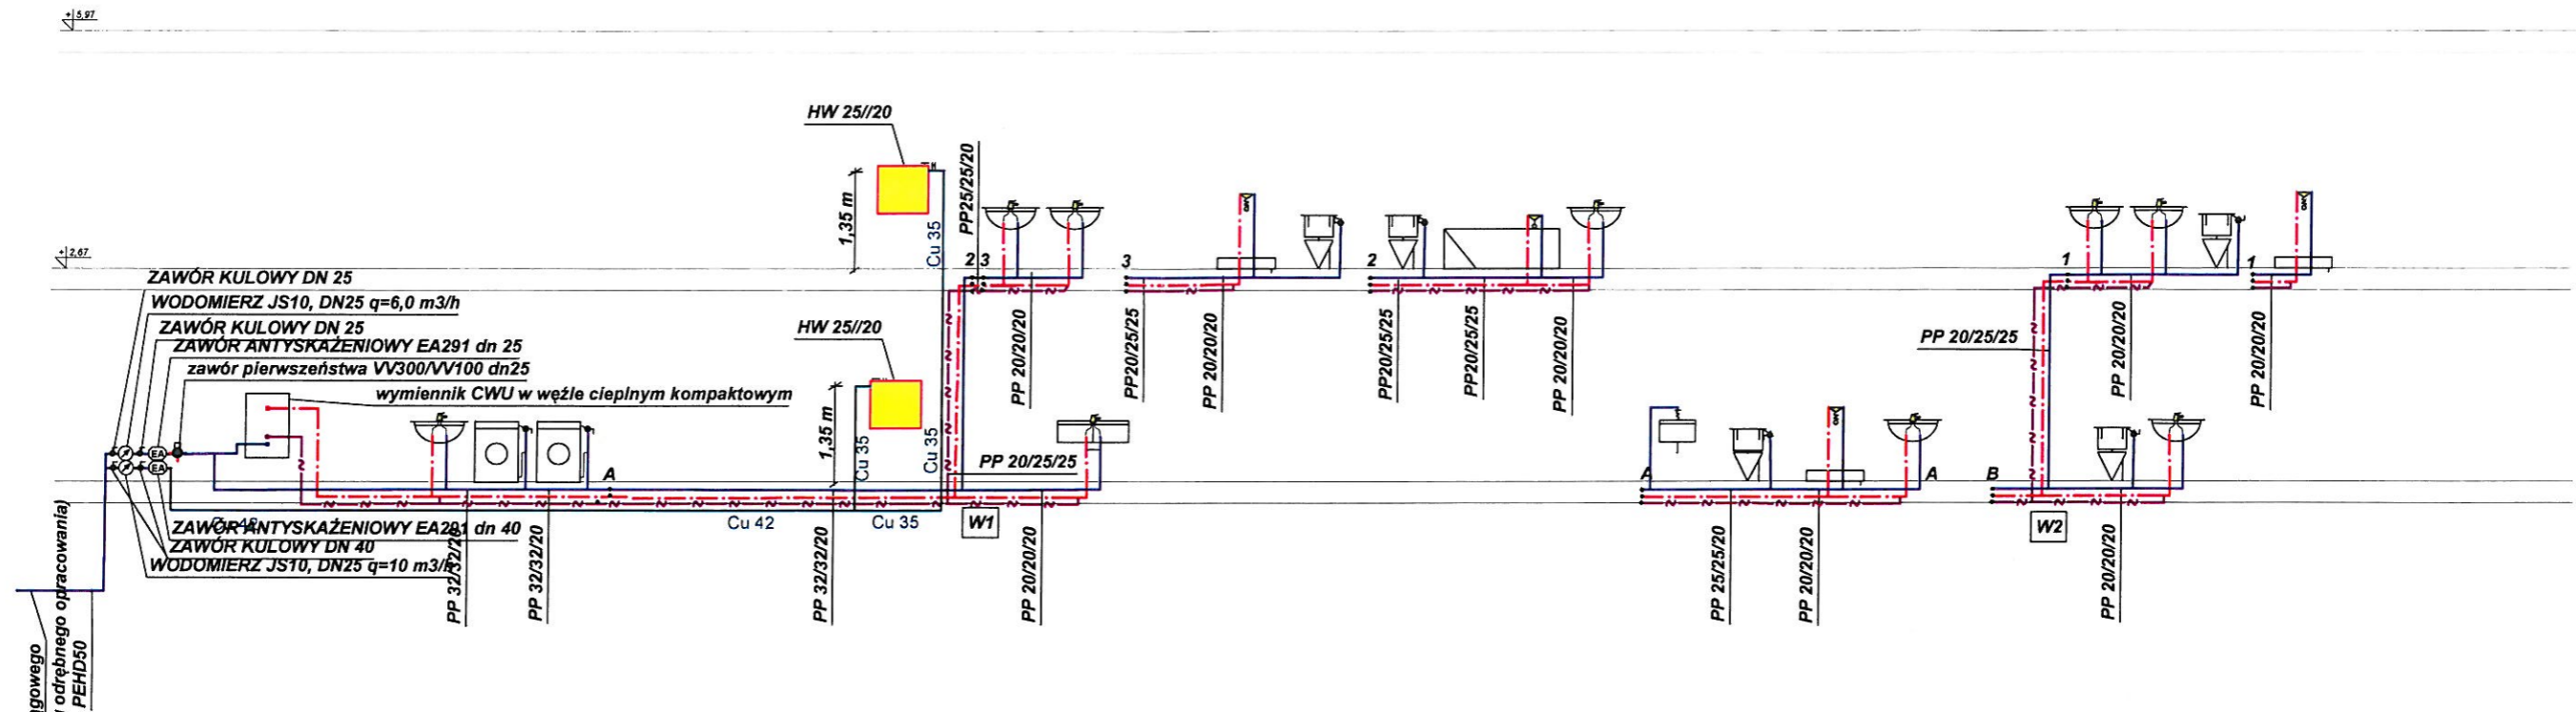 +5,97
HW 25//20
1,35 m
Cu 35
PP25/25/20
+2,67
2 3
3
2
1
1
ZAWÓR KULOWY DN 25
WODOMIERZ JS10, DN25 q=6,0 m3/h
ZAWÓR KULOWY DN 25
ZAWÓR ANTYSKAŻENIOWY EA291 dn 25
zawór pierwszeństwa VV300/VV100 dn25
wymiennik CWU w węźle cieplnym kompaktowym
HW 25//20
1,35 m
Cu 35
Cu 35
PP 20/20/20
PP20/25/25
PP 20/20/20
PP20/25/25
PP20/25/25
PP 20/20/20
PP 20/25/25
PP 20/20/20
PP 20/20/20
PP 20/25/25
EA
EA
A
A
A
B
Cu 42
Cu 42
Cu 35
W1
W2
ZAWÓR ANTYSKAŻENIOWY EA291 dn 40
ZAWÓR KULOWY DN 40
WODOMIERZ JS10, DN25 q=10 m3/h
PP 32/32/20
PP 32/32/20
PP 32/32/20
PP 20/20/20
PP 25/25/20
PP 20/20/20
PP 20/20/20
odrębnego opracowania)
PEHD50